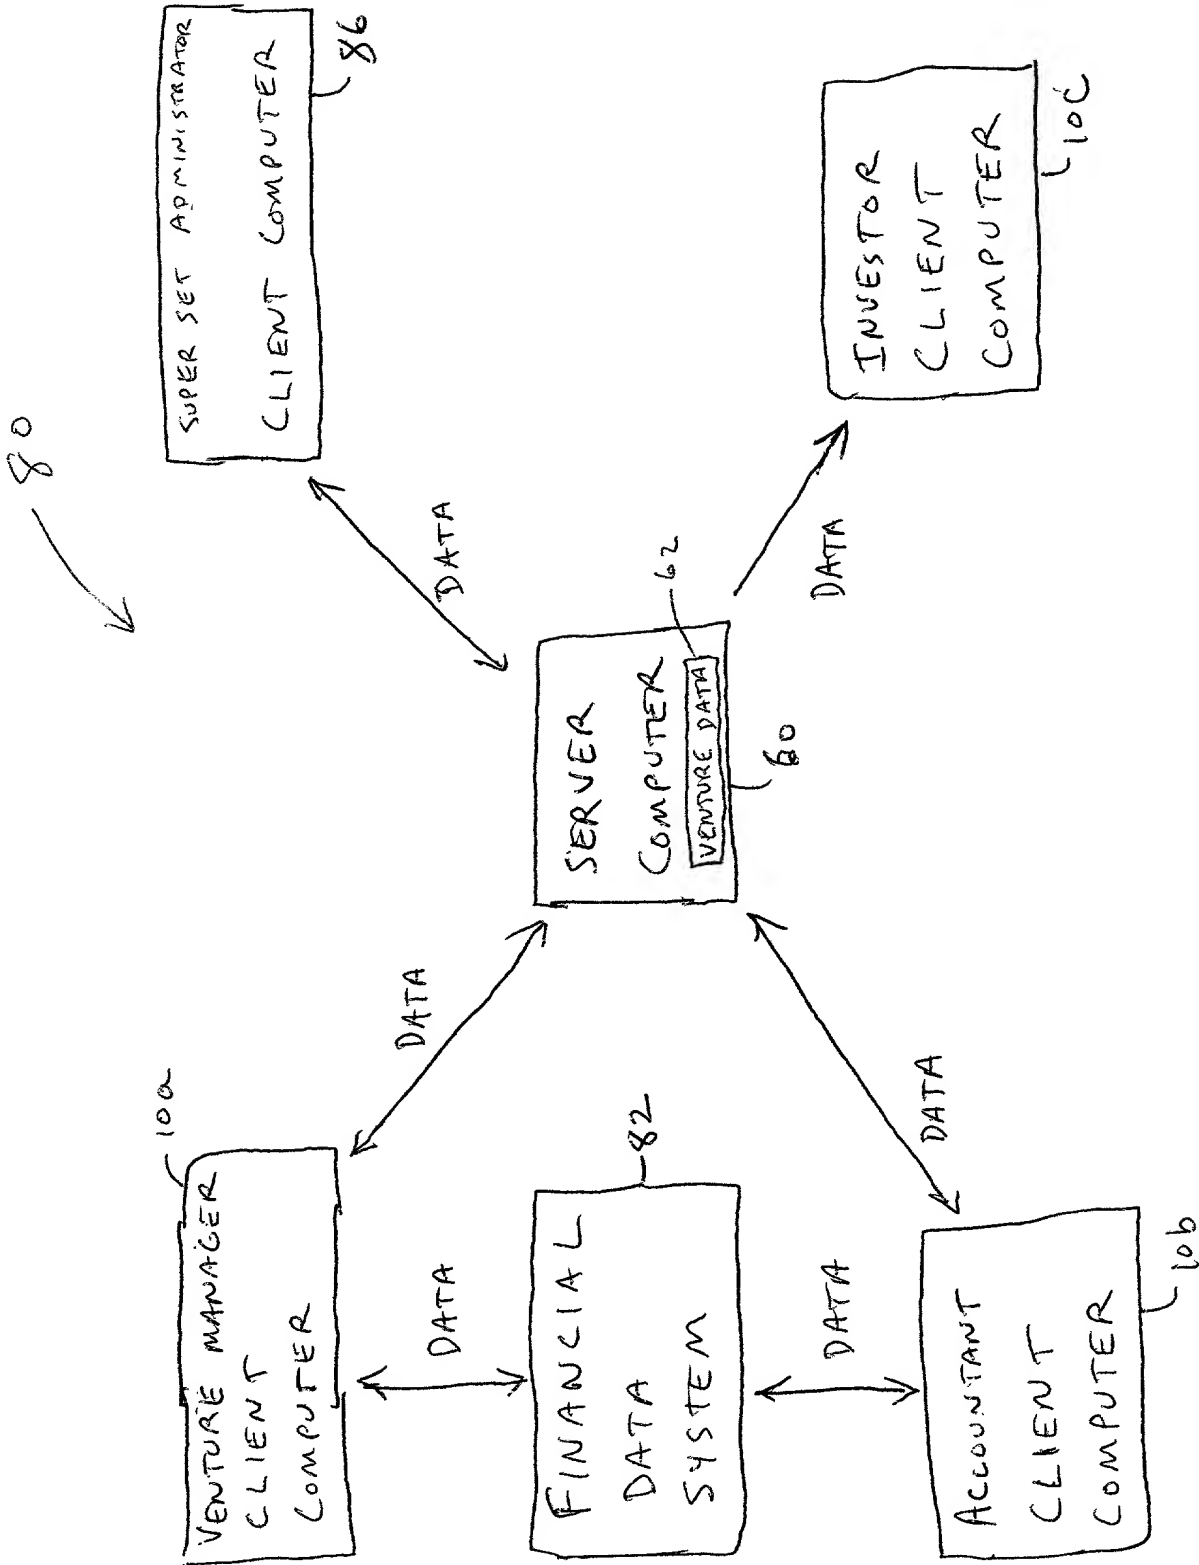 80
VENTURE MANAGER
CLIENT
COMPUTER
10a
DATA
DATA
SUPER SET ADMINISTRATOR
CLIENT COMPUTER
86
DATA
FINANCIAL
DATA
SYSTEM
82
SERVER
COMPUTER
VENTURE DATA
62
60
DATA
DATA
DATA
ACCOUNTANT
CLIENT
COMPUTER
10b
INVESTOR
CLIENT
COMPUTER
10C